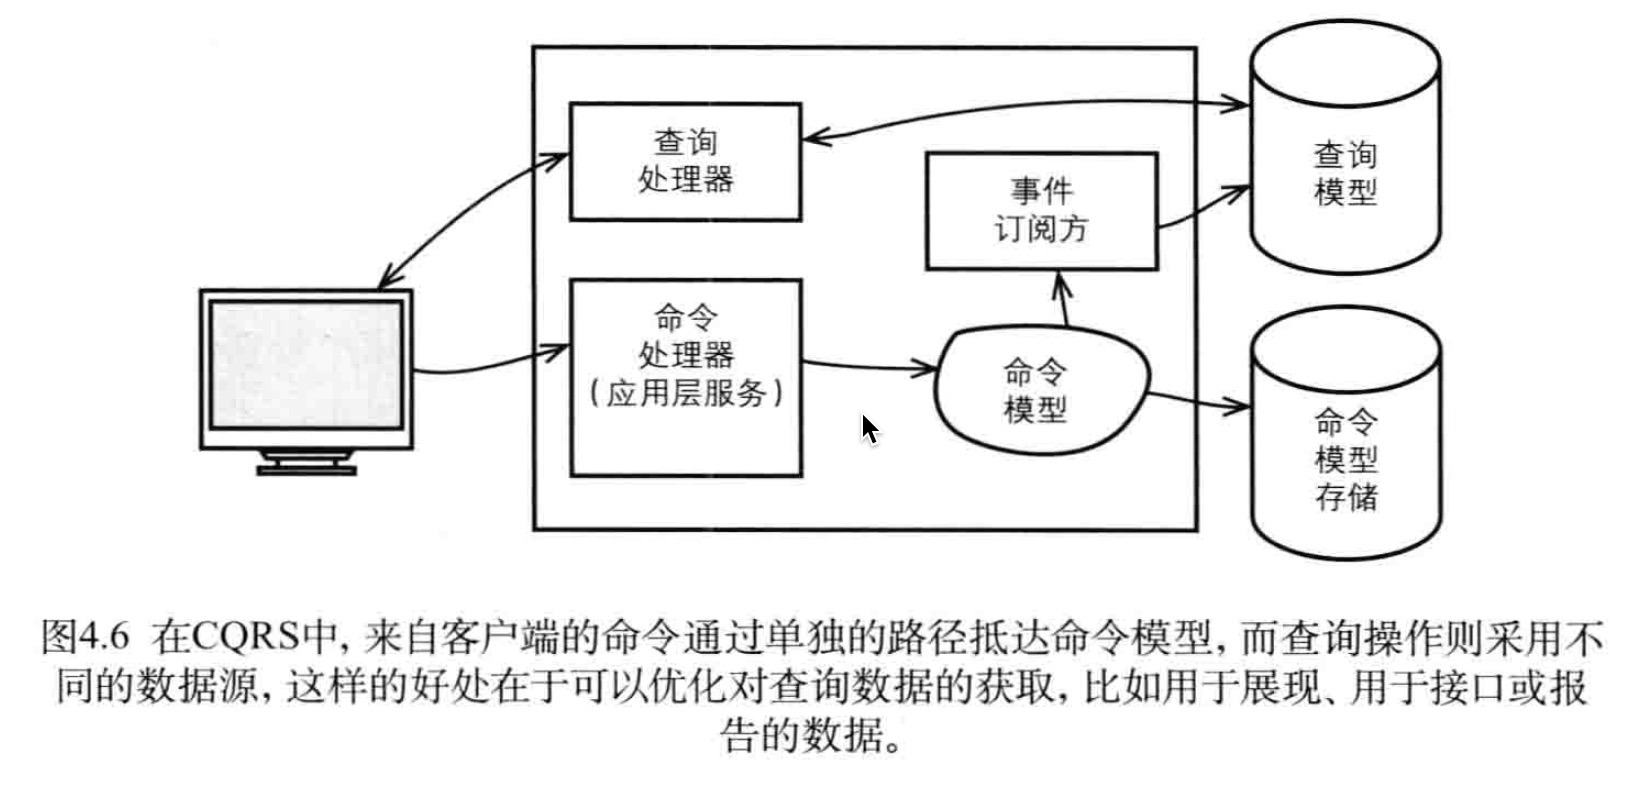 查询
处理器
事件
订阅方
查询
模型
命令
处理器
(应用层服务)
命令
模型
命令
模型
存储
图4.6 在CQRS中, 来自客户端的命令通过单独的路径抵达命令模型, 而查询操作则采用不
同的数据源, 这样的好处在于可以优化对查询数据的获取, 比如用于展现、用于接口或报
告的数据。